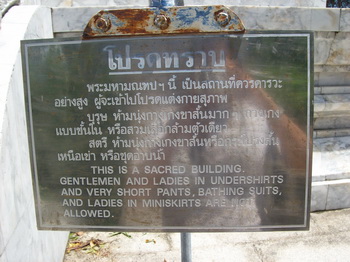 โปรดทราบ
พระมหามณฑปฯ นี้ เป็นสถานที่ควรคารวะ
อย่างสูง ผู้จะเข้าไปโปรดแต่งกายสุภาพ
บุรุษ ห้ามนุ่งกางเกงขาสั้นมาก ๆ
แบบชั้นใน หรือสวมเสื้อกล้ามตัวเดียว
สตรี ห้ามนุ่งกางเกงขาสั้นหรือกระโปรงสั้น
เหนือเข่า หรือชุดอาบน้ำ
THIS IS A SACRED BUILDING.
GENTLEMEN AND LADIES IN UNDERSHIRTS
AND VERY SHORT PANTS, BATHING SUITS,
AND LADIES IN MINISKIRTS ARE NOT
ALLOWED.